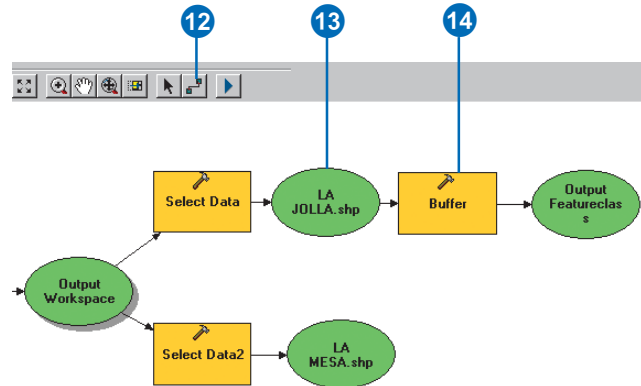 12
13
14
Select Data
LA
JOLLA.shp
Buffer
Output
Featureclas
s
Output
Workspace
Select Data2
LA
MESA.shp